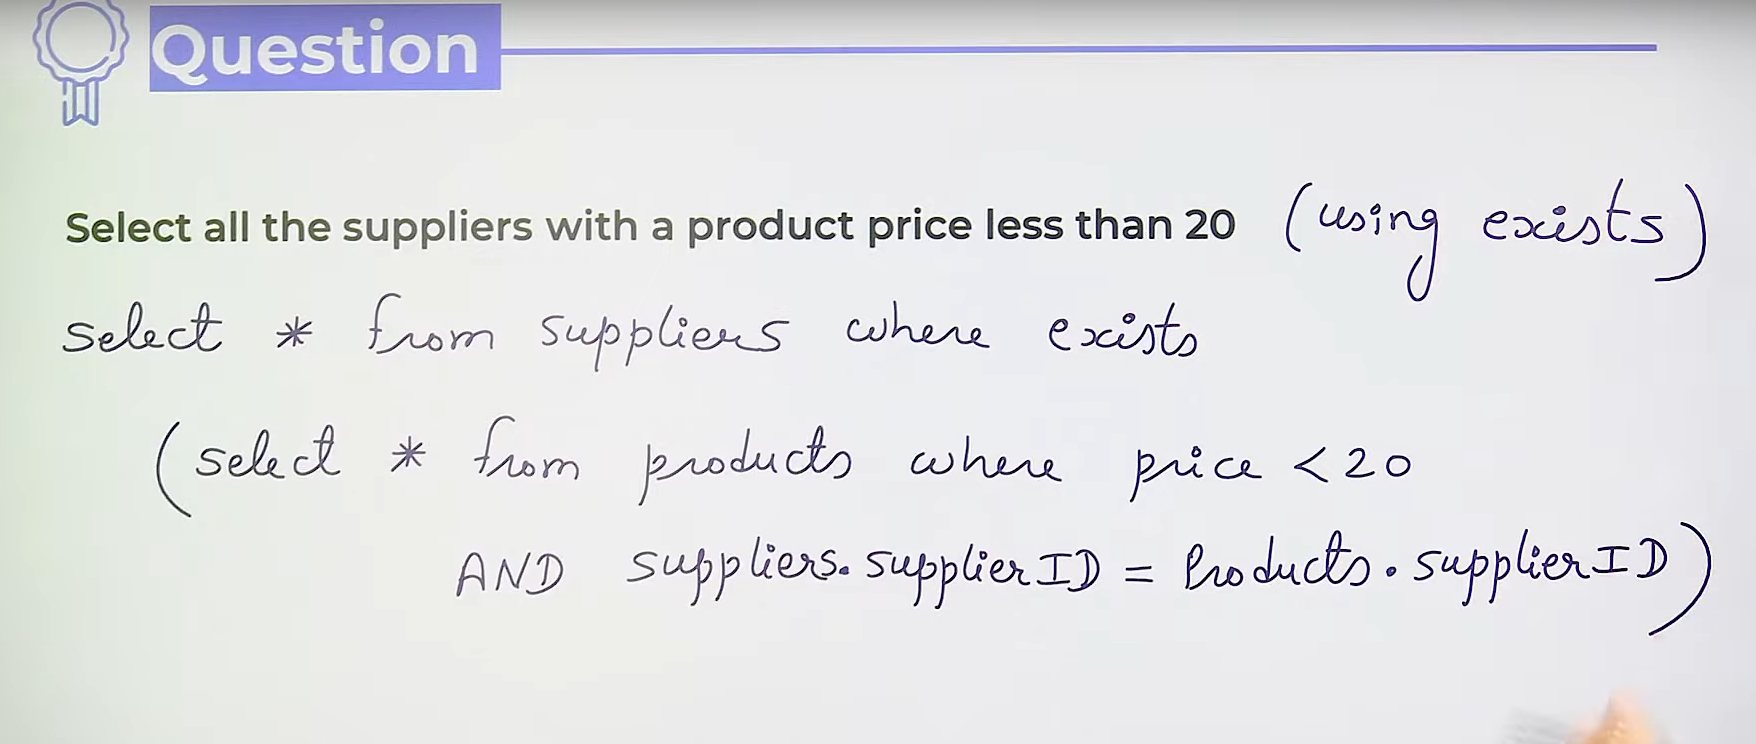 Question
Select all the suppliers with a product price less than 20 (using exists)
select * from suppliers where exists
(select * from products where price <20
AND suppliers.supplierID = Products.supplierID)